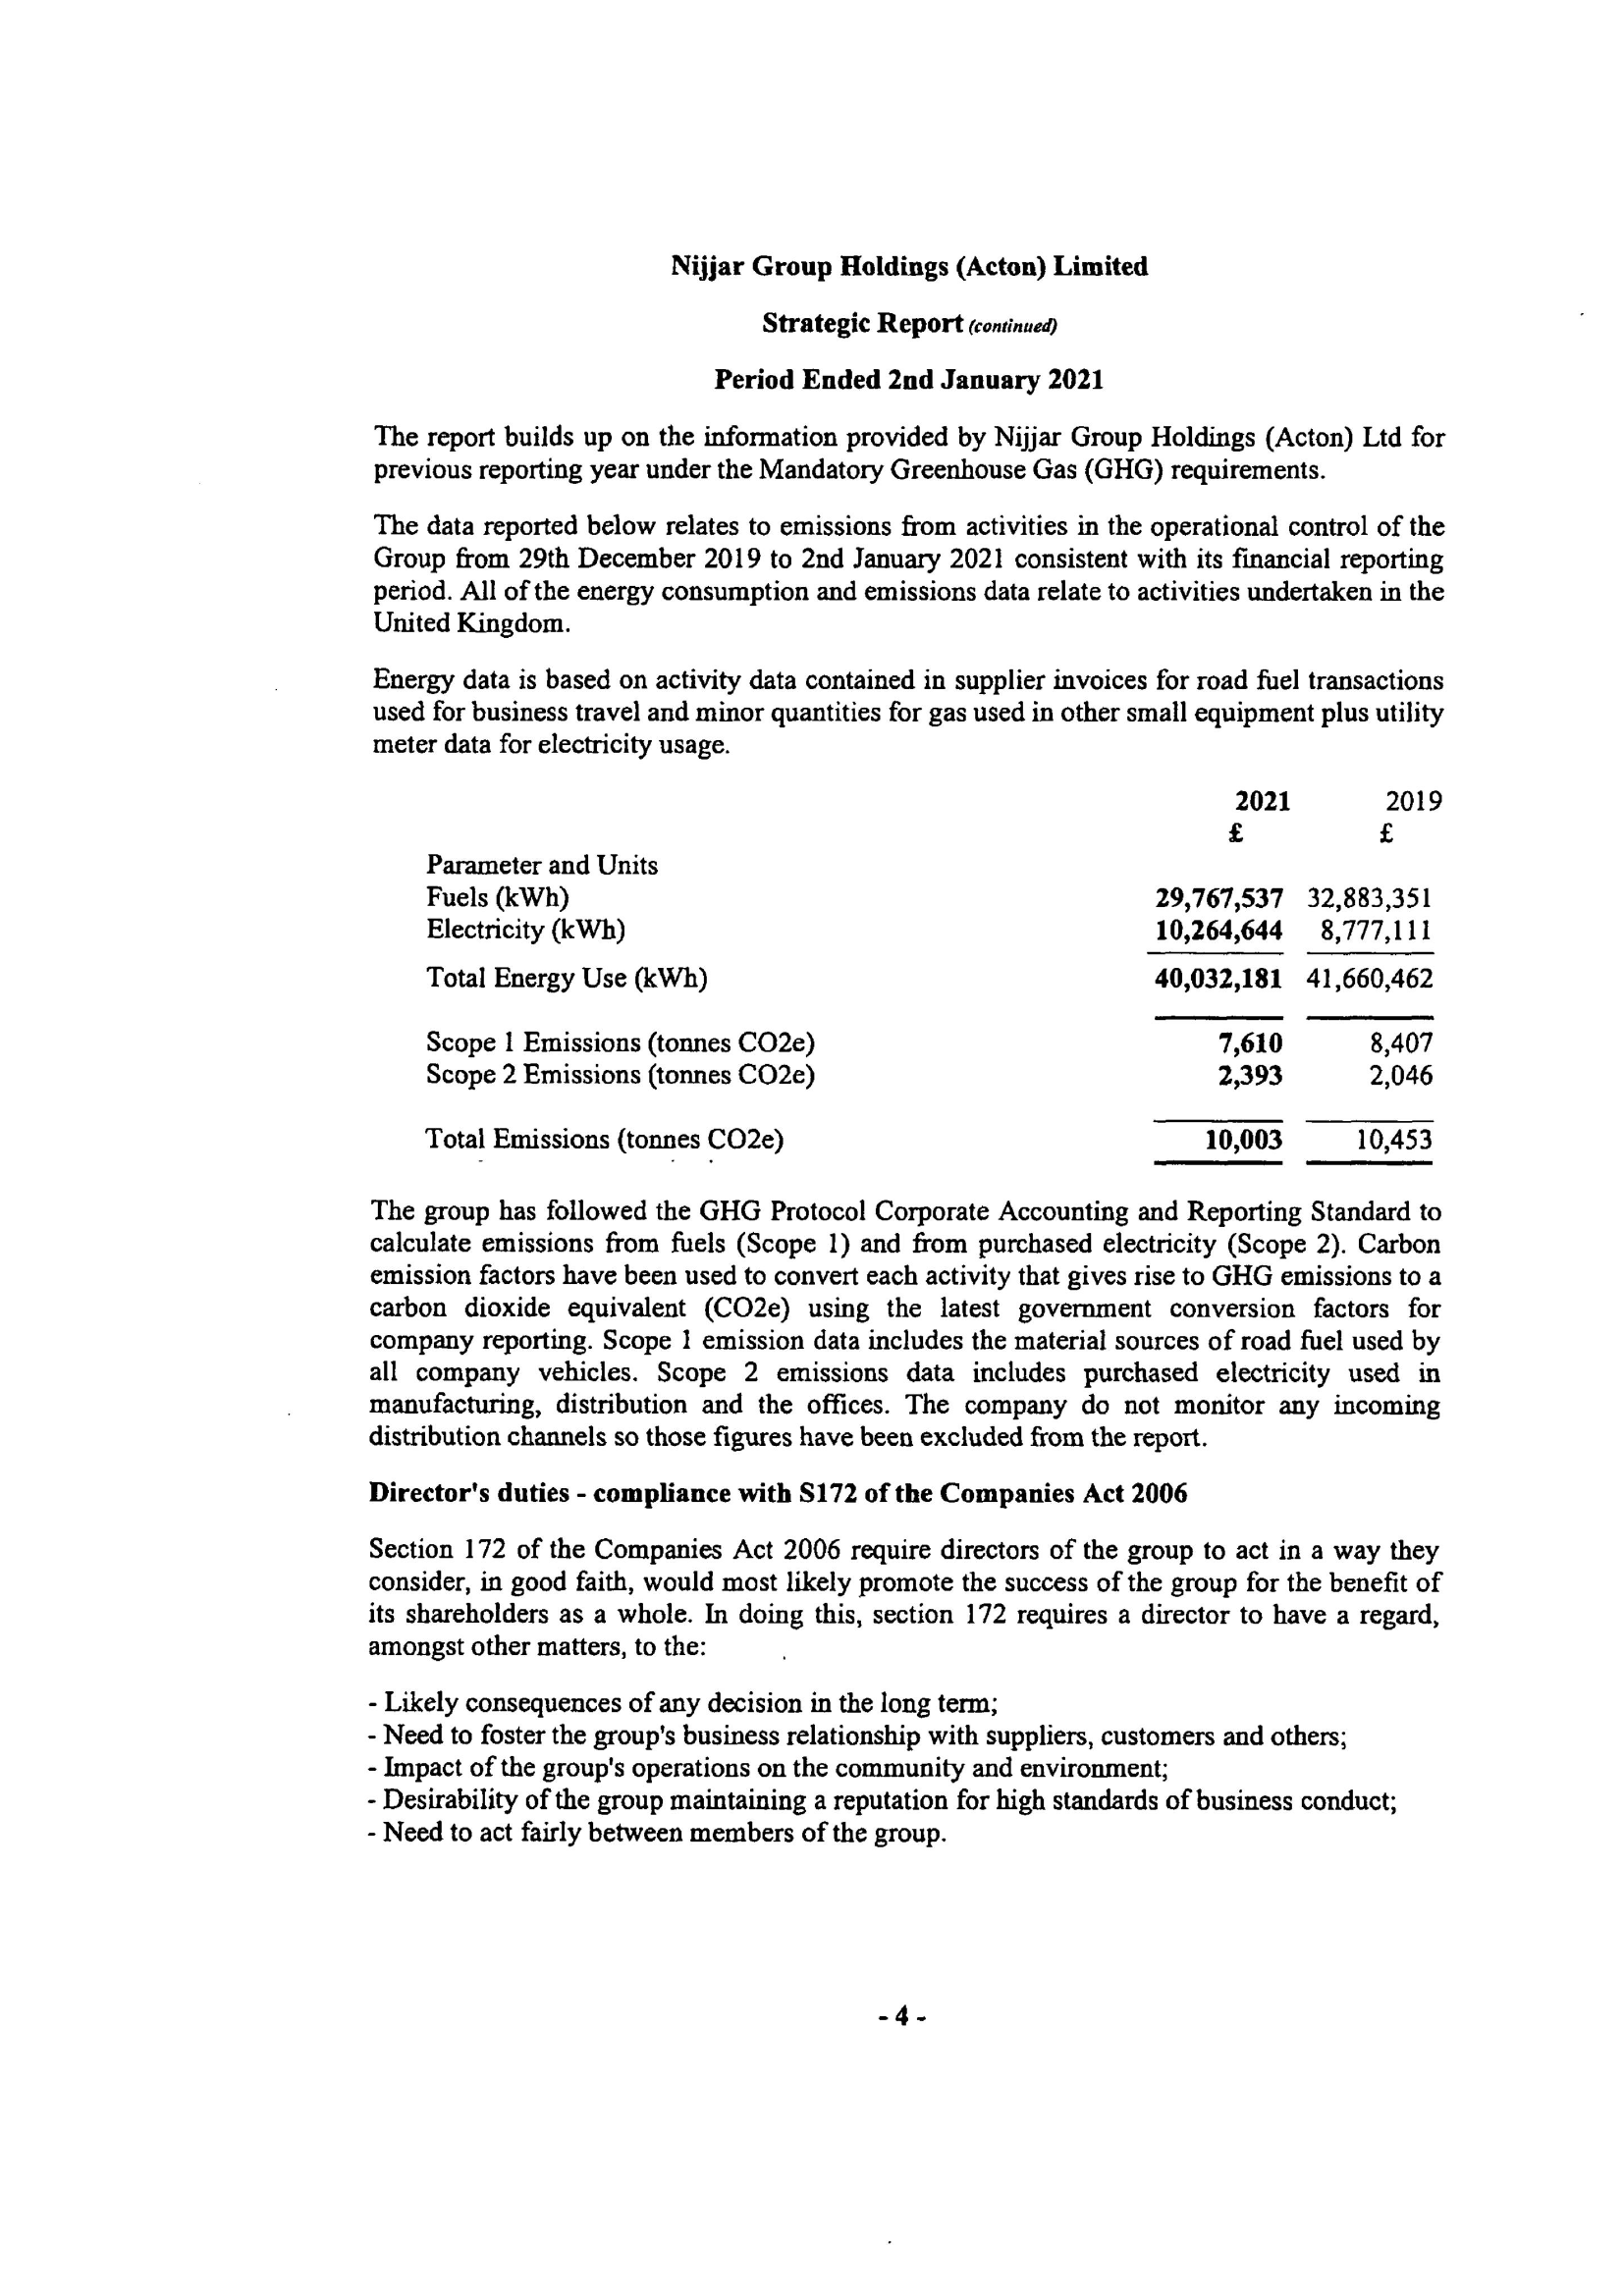 Nijjar Group Holdings (Acton) Limited
Strategic Report (continued)
Period Ended 2nd January 2021
The report builds up on the information provided by Nijjar Group Holdings (Acton) Ltd for
previous reporting year under the Mandatory Greenhouse Gas (GHG) requirements.
The data reported below relates to emissions from activities in the operational control of the
Group from 29th December 2019 to 2nd January 2021 consistent with its financial reporting
period. All of the energy consumption and emissions data relate to activities undertaken in the
United Kingdom.
Energy data is based on activity data contained in supplier invoices for road fuel transactions
used for business travel and minor quantities for gas used in other small equipment plus utility
meter data for electricity usage.
2021 2019
£ £
Parameter and Units
Fuels (kWh) 29,767,537 32,883,351
Electricity (kWh) 10,264,644 8,777,111
Total Energy Use (kWh) 40,032,181 41,660,462
Scope 1 Emissions (tonnes CO2e) 7,610 8,407
Scope 2 Emissions (tonnes CO2e) 2,393 2,046
Total Emissions (tonnes CO2e) 10,003 10,453
The group has followed the GHG Protocol Corporate Accounting and Reporting Standard to
calculate emissions from fuels (Scope 1) and from purchased electricity (Scope 2). Carbon
emission factors have been used to convert each activity that gives rise to GHG emissions to a
carbon dioxide equivalent (CO2e) using the latest government conversion factors for
company reporting. Scope 1 emission data includes the material sources of road fuel used by
all company vehicles. Scope 2 emissions data includes purchased electricity used in
manufacturing, distribution and the offices. The company do not monitor any incoming
distribution channels so those figures have been excluded from the report.
Director's duties - compliance with S172 of the Companies Act 2006
Section 172 of the Companies Act 2006 require directors of the group to act in a way they
consider, in good faith, would most likely promote the success of the group for the benefit of
its shareholders as a whole. In doing this, section 172 requires a director to have a regard,
amongst other matters, to the:
- Likely consequences of any decision in the long term;
- Need to foster the group's business relationship with suppliers, customers and others;
- Impact of the group's operations on the community and environment;
- Desirability of the group maintaining a reputation for high standards of business conduct;
- Need to act fairly between members of the group.
- 4 -